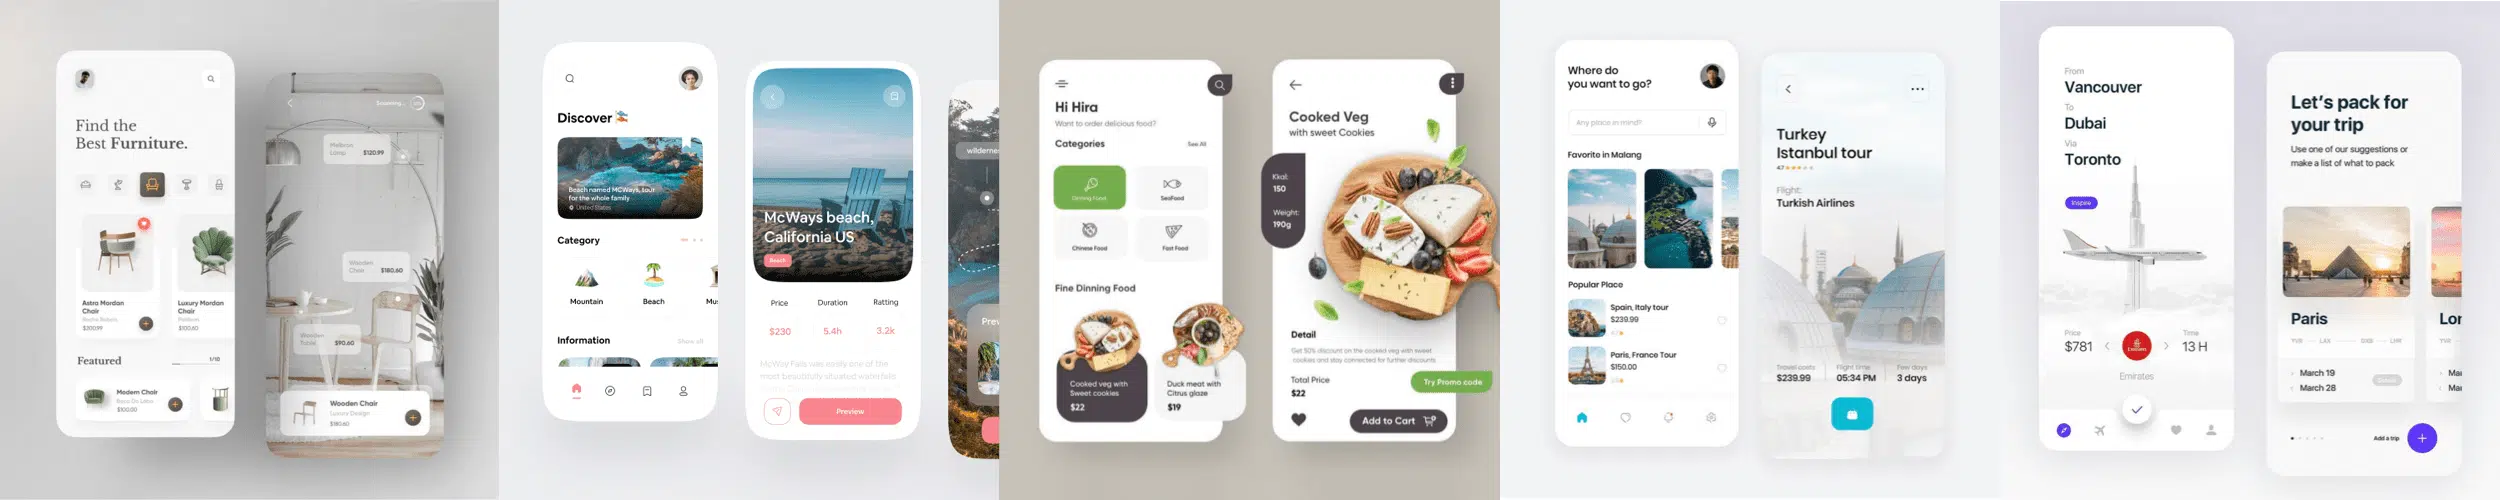 Find the
Best Furniture.
Astro Mordan
Chair
$200.99
Luxury Mordan
Chair
$100.60
Featured
1/10
Modern Chair
$100.00
Scanning...
$120.99
Wooden
Chair
$180.60
Wooden
Table
$90.60
Wooden Chair
Luxury Design
$180.60
Discover
Beach named MCWays, tour
for the whole family
United States
Category
Mountain
Beach
Mus
Information
Show all
McWays beach,
California US
Beach
Price
Duration
Ratting
$230
5.4h
3.2k
McWay Falls was easily one of the
most beautifully situated waterfalls
Preview
wilderne
Prev
Hi Hira
Want to order delicious food?
Categories
See All
Dinning Food
SeaFood
Chinese Food
Fast Food
Fine Dinning Food
Cooked veg with
Sweet cookies
$22
Duck meat with
Citrus glaze
$19
Cooked Veg
with sweet Cookies
Kkal:
150
Weight:
190g
Detail
Get 50% discount on the cooked veg with sweet
cookies and stay connected for further discounts
Total Price
$22
Try Promo code
Add to Cart
Where do
you want to go?
Any place in mind?
Favorite in Malang
Popular Place
Spain, Italy tour
$239.99
Paris, France Tour
$150.00
Turkey
Istanbul tour
4.7
Flight:
Turkish Airlines
Travel costs
$239.99
Flight time
05:34 PM
Few days
3 days
From
Vancouver
To
Dubai
Via
Toronto
Inspire
Price
$781
Time
13 H
Emirates
Let's pack for
your trip
Use one of our suggestions or
make a list of what to pack
Paris
YVR
LAX
DXB
LHR
March 19
March 28
Lor
YVR
Mar
Mar
Add a trip